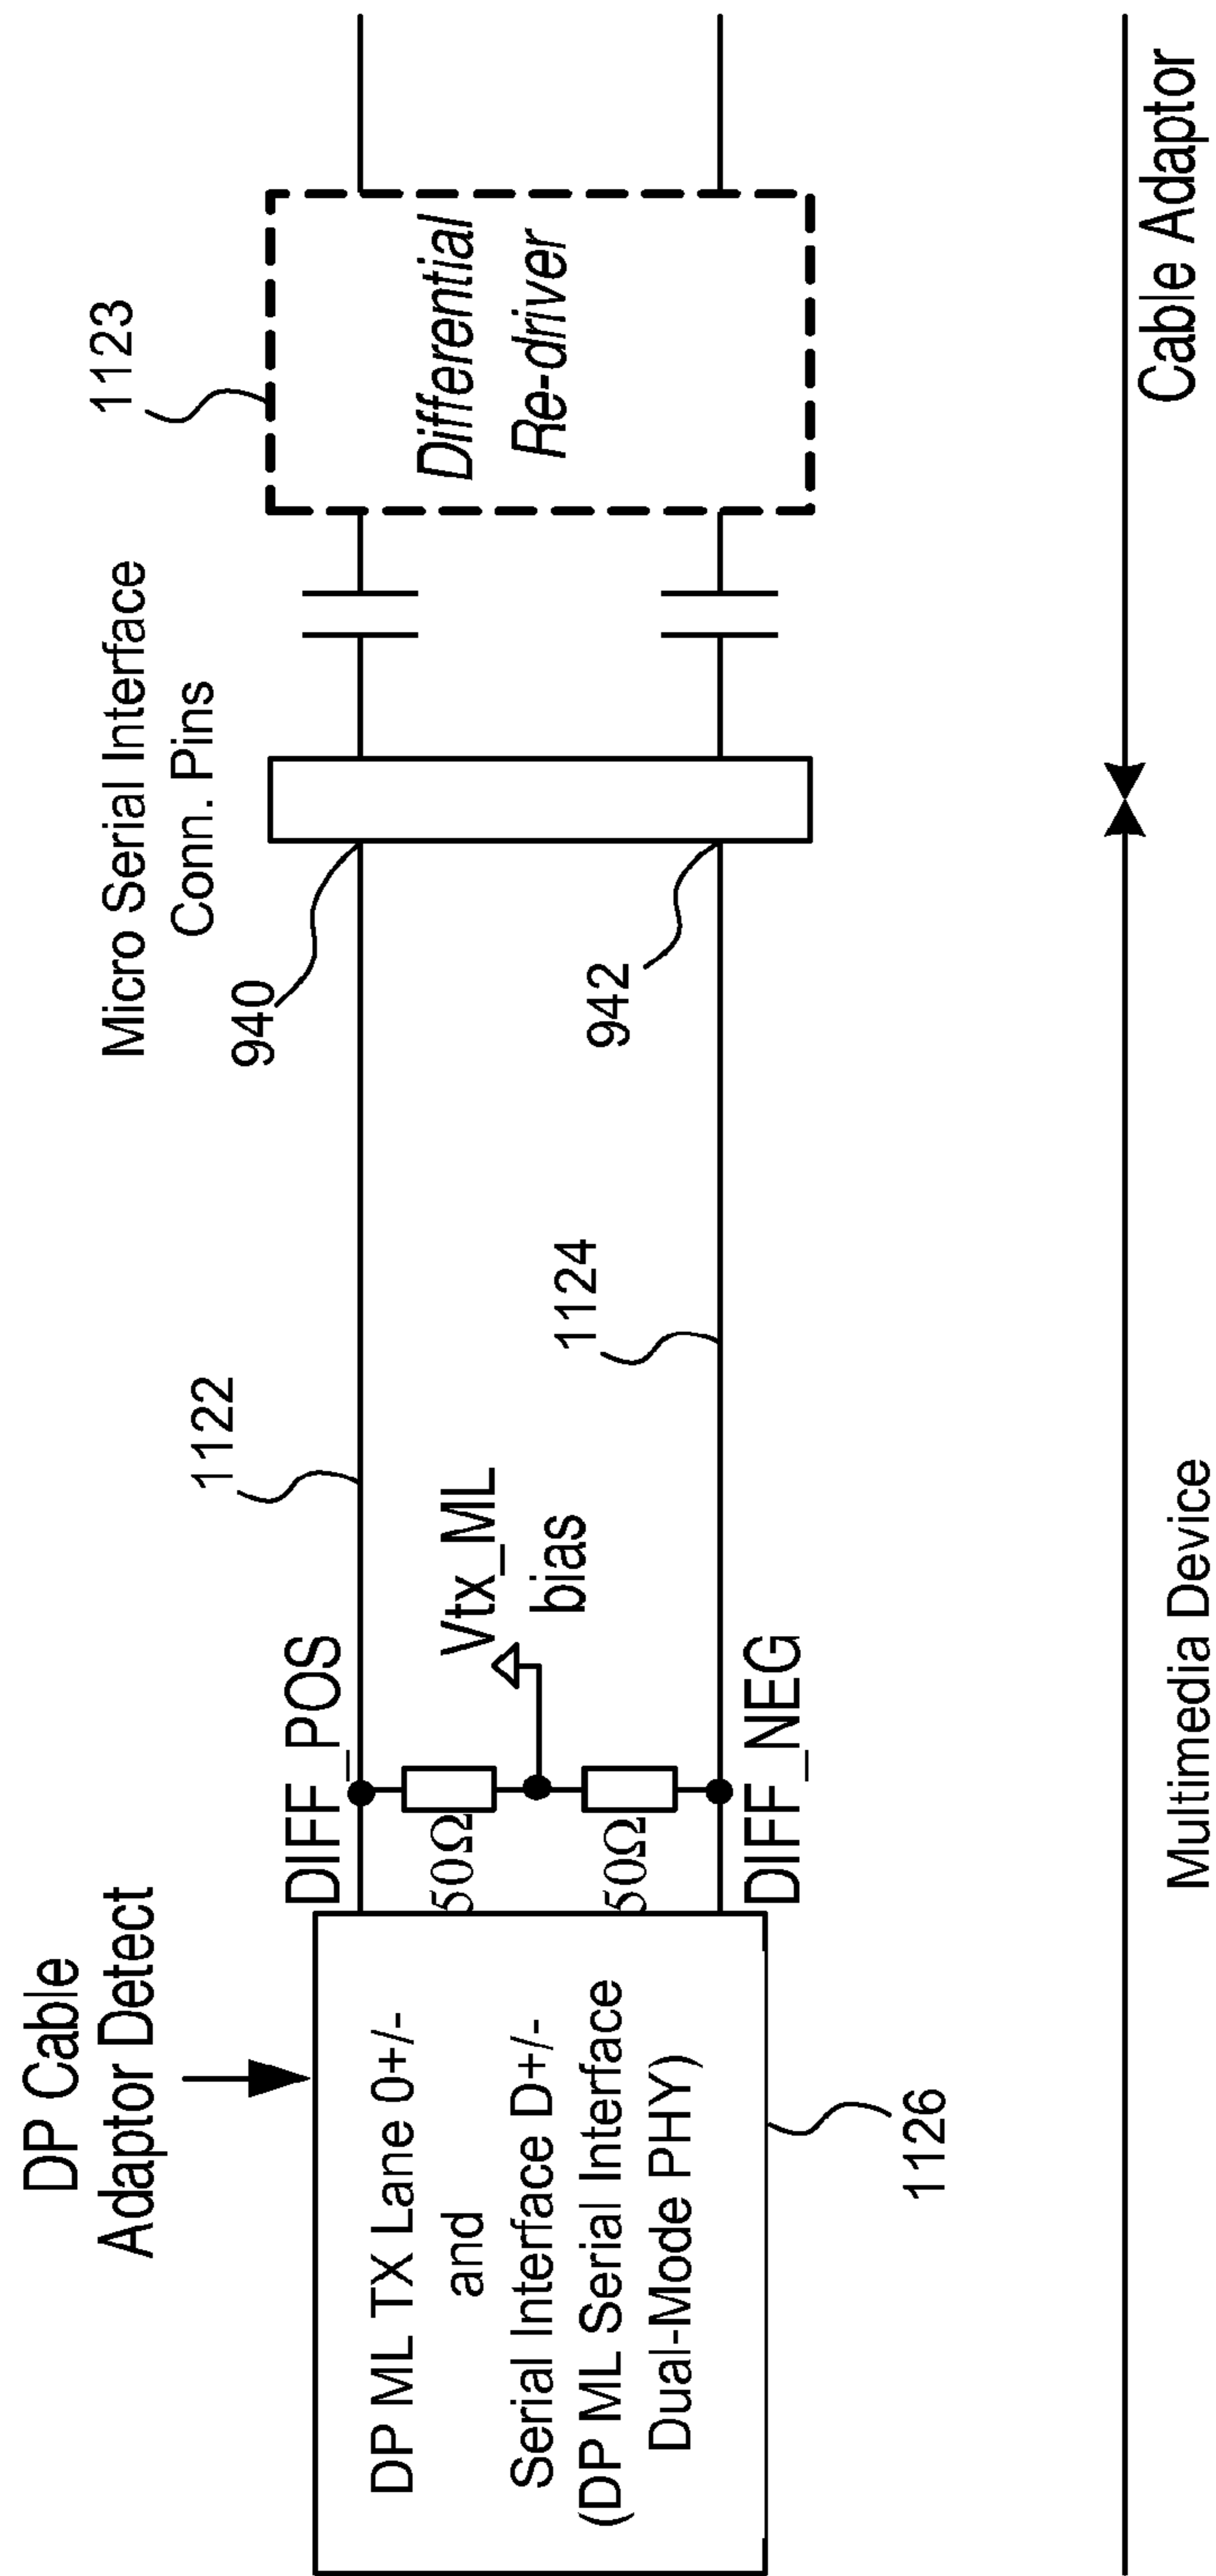 DP Cable
Adaptor Detect
DP ML TX Lane 0+/-
and
Serial Interface D+/-
(DP ML Serial Interface
Dual-Mode PHY)
1126
DIFF_POS
50Ω
50Ω
DIFF_NEG
Vtx_ML
bias
1122
1124
Micro Serial Interface
Conn. Pins
940
942
1123
Differential
Re-driver
Multimedia Device
Cable Adaptor